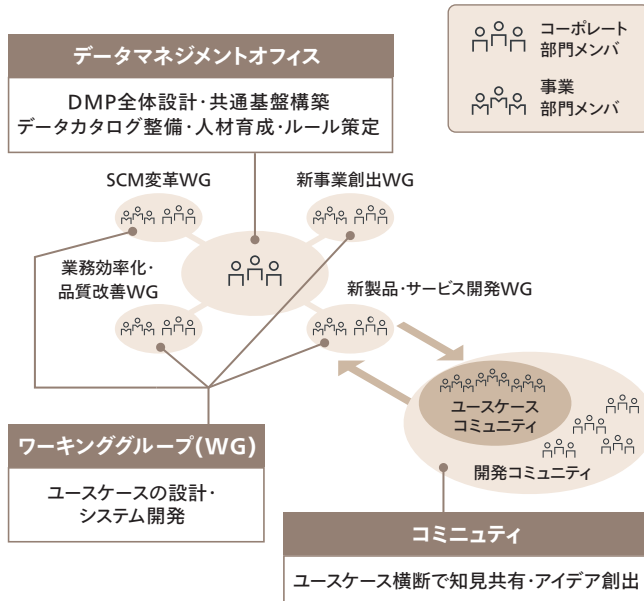 データマネジメントオフィス
DMP全体設計・共通基盤構築
データカタログ整備・人材育成・ルール策定
コーポレート
部門メンバ
事業
部門メンバ
SCM変革WG
新事業創出WG
業務効率化・
品質改善WG
新製品・サービス開発WG
ユースケース
コミュニティ
開発コミュニティ
ワーキンググループ(WG)
ユースケースの設計・
システム開発
コミニュティ
ユースケース横断で知見共有・アイデア創出